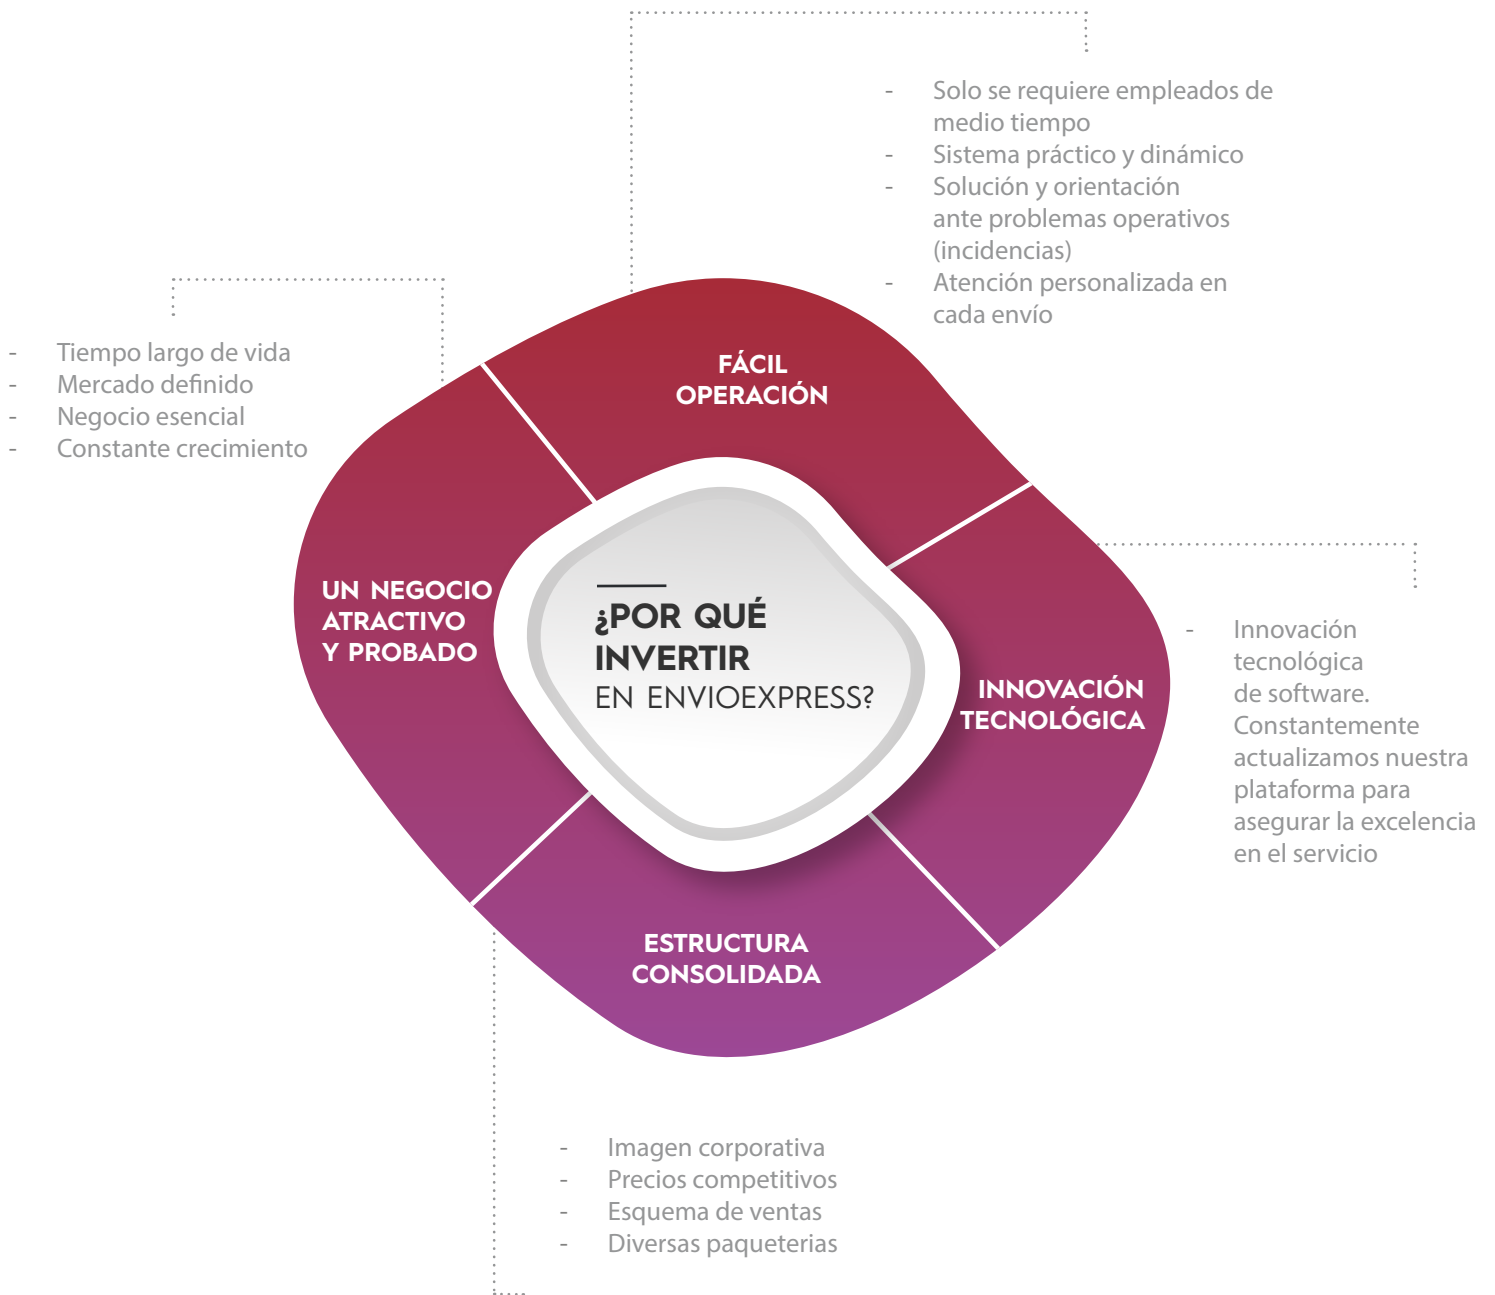 - Solo se requiere empleados de
medio tiempo
- Sistema práctico y dinámico
- Solución y orientación
ante problemas operativos
(incidencias)
- Atención personalizada en
cada envío
- Tiempo largo de vida
- Mercado definido
- Negocio esencial
- Constante crecimiento
FÁCIL
OPERACIÓN
UN NEGOCIO
ATRACTIVO
Y PROBADO
¿POR QUÉ
INVERTIR
EN ENVIOEXPRESS?
INNOVACIÓN
TECNOLÓGICA
- Innovación
tecnológica
de software.
Constantemente
actualizamos nuestra
plataforma para
asegurar la excelencia
en el servicio
ESTRUCTURA
CONSOLIDADA
- Imagen corporativa
- Precios competitivos
- Esquema de ventas
- Diversas paqueterias